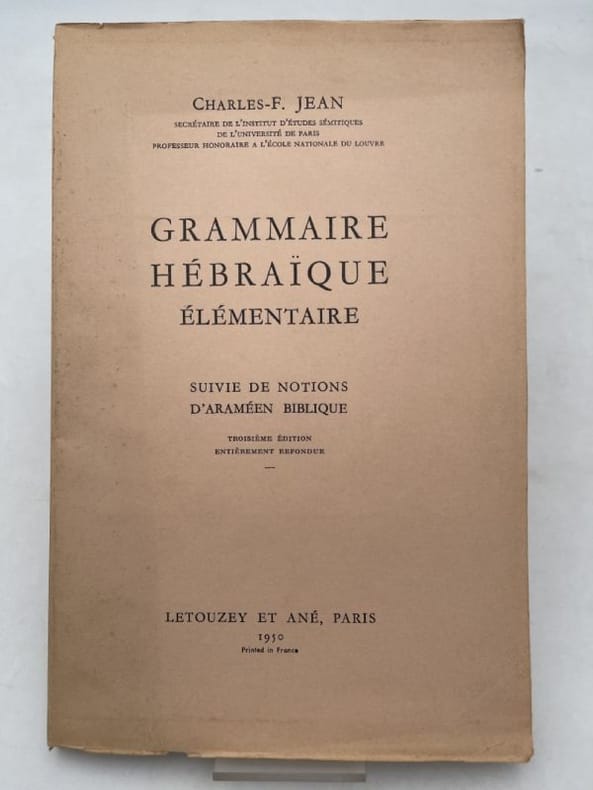 CHARLES-F. JEAN
SECRÉTAIRE DE L'INSTITUT D'ÉTUDES SÉMITIQUES
DE L'UNIVERSITÉ DE PARIS
PROFESSEUR HONORAIRE A L'ÉCOLE NATIONALE DU LOUVRE
GRAMMAIRE
HÉBRAÏQUE
ÉLÉMENTAIRE
SUIVIE DE NOTIONS
D'ARAMÉEN BIBLIQUE
TROISIÈME ÉDITION
ENTIÈREMENT REFONDUE
—
LETOUZEY ET ANÉ, PARIS
1950
Printed in France